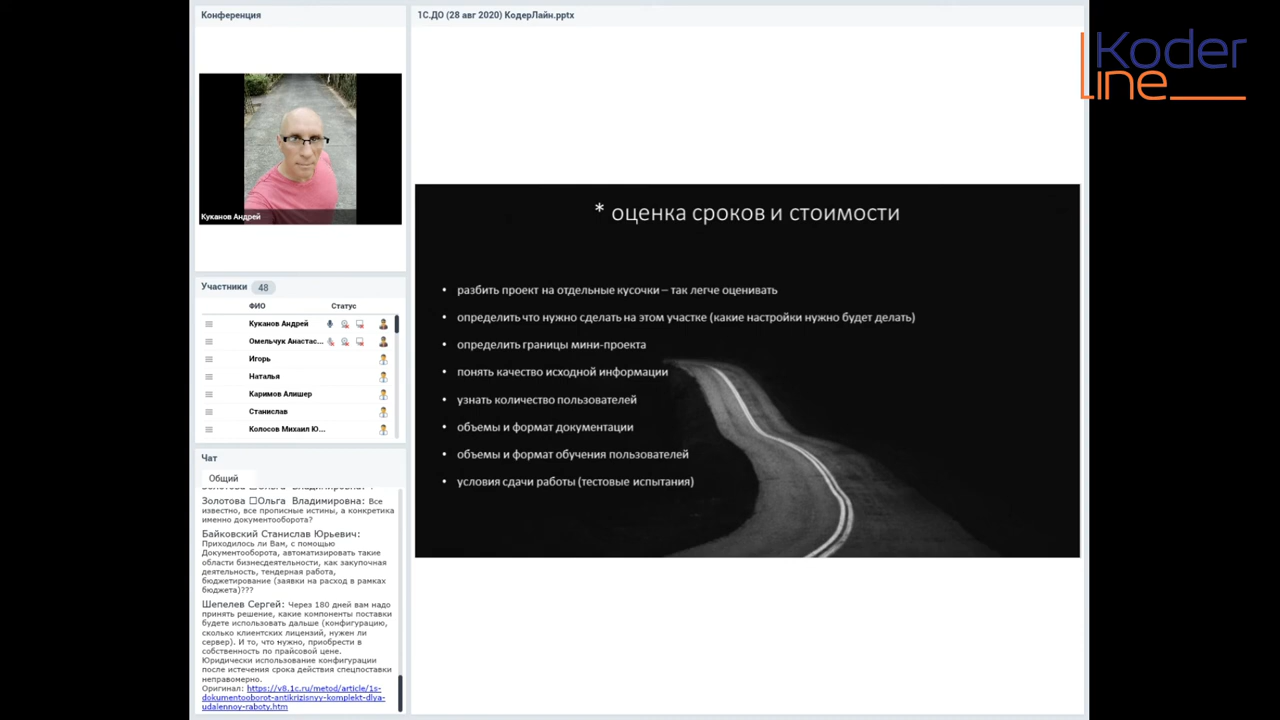 Конференция
1С.ДО (28 авг 2020) КодерЛайн.pptx
Koder
line
Куканов Андрей
* оценка сроков и стоимости
• разбить проект на отдельные кусочки – так легче оценивать
• определить что нужно сделать на этом участке (какие настройки нужно будет делать)
• определить границы мини-проекта
• понять качество исходной информации
• узнать количество пользователей
• объемы и формат документации
• объемы и формат обучения пользователей
• условия сдачи работы (тестовые испытания)
Участники 48
ФИО Статус
Куканов Андрей
Омельчук Анастас...
Игорь
Наталья
Каримов Алишер
Станислав
Колосов Михаил Ю...
Чат
Общий
Золотова ☐Ольга Владимировна: Все
известно, все прописные истины, а конкретика
именно документооборота?
Байковский Станислав Юрьевич:
Приходилось ли Вам, с помощью
Документооборота, автоматизировать такие
области бизнесдеятельности, как закупочная
деятельность, тендерная работа,
бюджетирование (заявки на расход в рамках
бюджета)???
Шепелев Сергей: Через 180 дней вам надо
принять решение, какие компоненты поставки
будете использовать дальше (конфигурацию,
сколько клиентских лицензий, нужен ли
сервер). И то, что нужно, приобрести в
собственность по прайсовой цене.
Юридически использование конфигурации
после истечения срока действия спецпоставки
неправомерно.
Оригинал: https://v8.1c.ru/metod/article/1s-
dokumentooborot-antikrizisnyy-komplekt-dlya-
udalennoy-raboty.htm